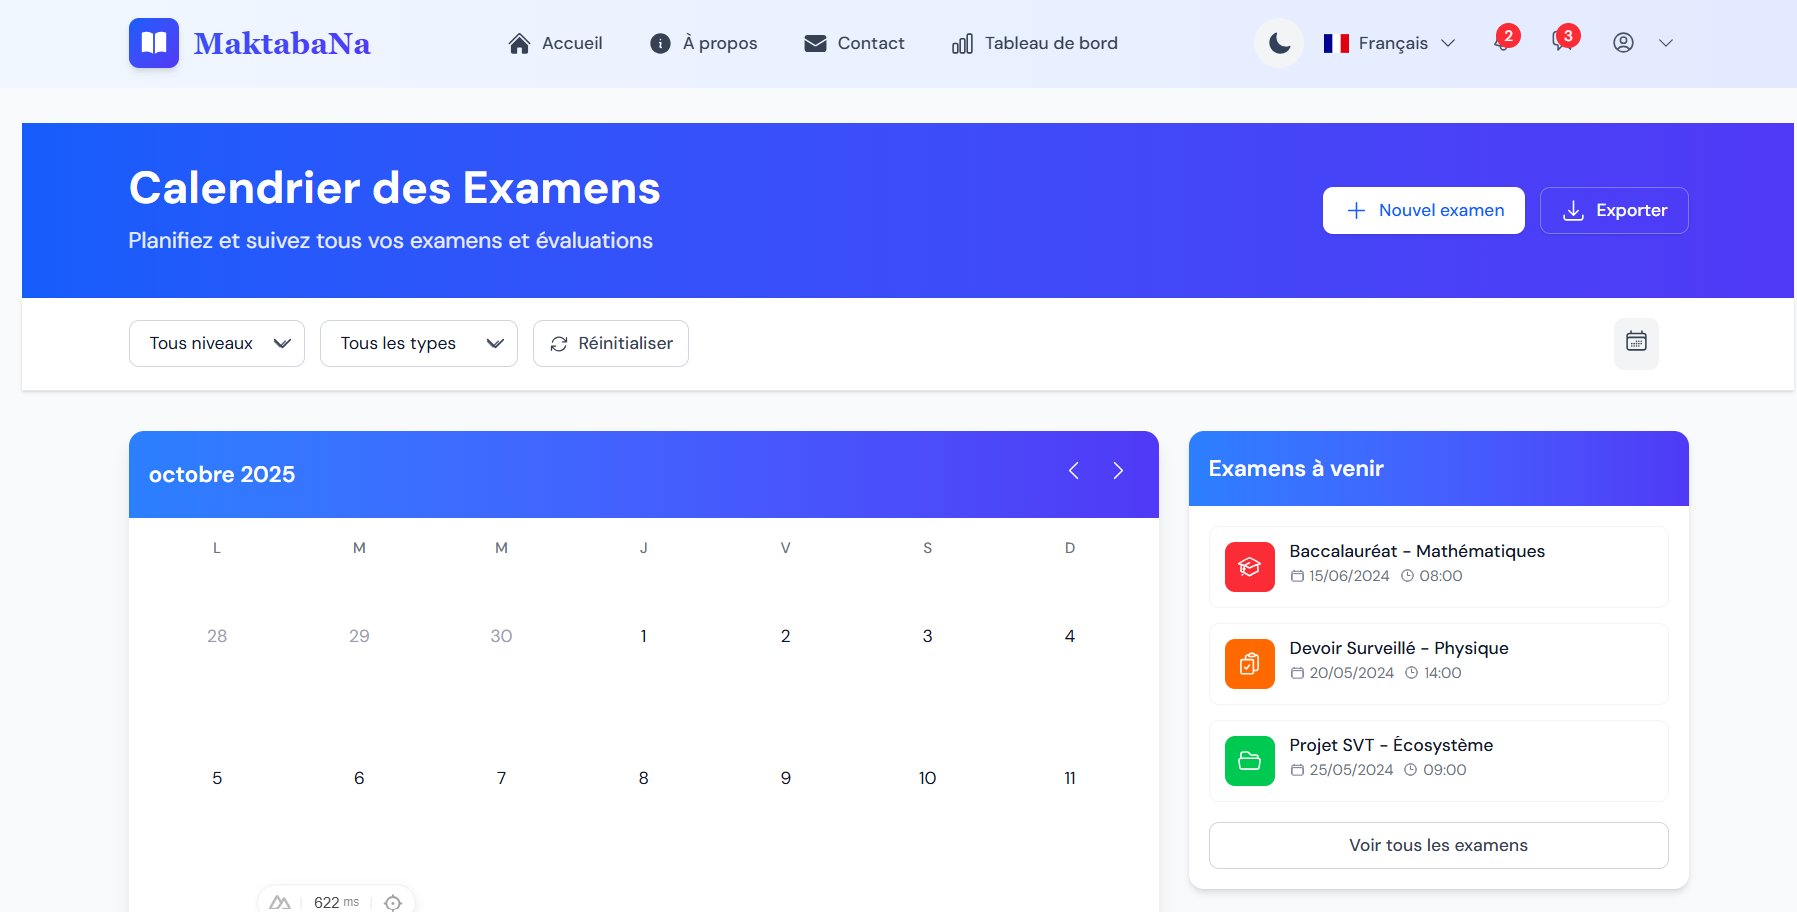 MaktabaNa
Accueil
À propos
Contact
Tableau de bord
Français
2
3
Calendrier des Examens
Planifiez et suivez tous vos examens et évaluations
Nouvel examen
Exporter
Tous niveaux
Tous les types
Réinitialiser
octobre 2025
L M M J V S D
28 29 30 1 2 3 4
5 6 7 8 9 10 11
622 ms
Examens à venir
Baccalauréat - Mathématiques
15/06/2024 08:00
Devoir Surveillé - Physique
20/05/2024 14:00
Projet SVT - Écosystème
25/05/2024 09:00
Voir tous les examens